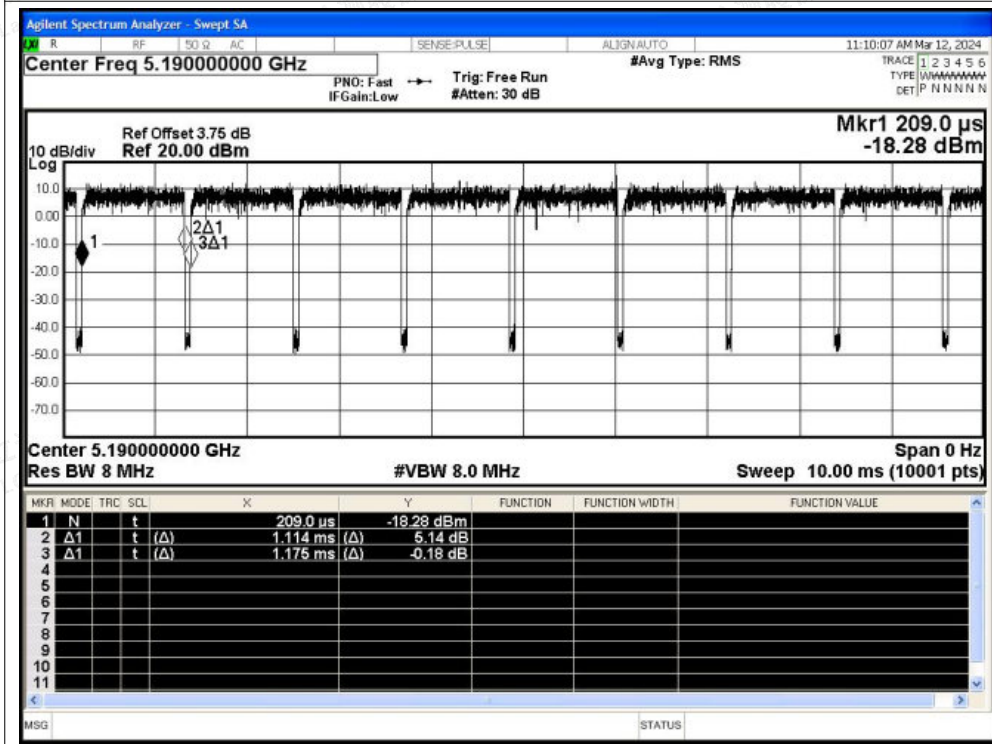 Agilent Spectrum Analyzer - Swept SA
LXI R RF 50 Ω AC SENSE:PULSE ALIGN AUTO 11:10:07 AM Mar 12, 2024
Center Freq 5.190000000 GHz #Avg Type: RMS TRACE 1 2 3 4 5 6
PNO: Fast Trig: Free Run TYPE WWWWWW
IFGain:Low #Atten: 30 dB DET P N N N N N
Mkr1 209.0 µs
Ref Offset 3.75 dB
10 dB/div Ref 20.00 dBm -18.28 dBm
Log
10.0
0.00
2Δ1
-10.0 1 3Δ1
-20.0
-30.0
-40.0
-50.0
-60.0
-70.0
Center 5.190000000 GHz Span 0 Hz
Res BW 8 MHz #VBW 8.0 MHz Sweep 10.00 ms (10001 pts)
MKR MODE TRC SCL X Y FUNCTION FUNCTION WIDTH FUNCTION VALUE
1 N t 209.0 µs -18.28 dBm
2 Δ1 t (Δ) 1.114 ms (Δ) 5.14 dB
3 Δ1 t (Δ) 1.175 ms (Δ) -0.18 dB
4
5
6
7
8
9
10
11
MSG STATUS